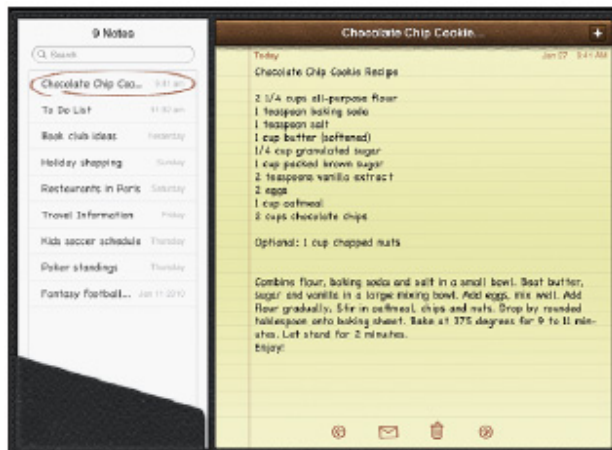 9 Notes
Search
Chocolate Chip Coo... 9:41 am
To Do List 11:32 am
Book club ideas Yesterday
Holiday shopping Sunday
Restaurants in Paris Saturday
Travel Information Friday
Kids soccer schedule Thursday
Poker standings Thursday
Fantasy football... Jan 11 2010
Chocolate Chip Cookie...
+
Today Jan 27 9:41 AM
Chocolate Chip Cookie Recipe
2 1/4 cups all-purpose flour
1 teaspoon baking soda
1 teaspoon salt
1 cup butter (softened)
1/4 cup granulated sugar
1 cup packed brown sugar
2 teaspoons vanilla extract
2 eggs
1 cup oatmeal
2 cups chocolate chips
Optional: 1 cup chopped nuts
Combine flour, baking soda and salt in a small bowl. Beat butter,
sugar and vanilla in a large mixing bowl. Add eggs, mix well. Add
flour gradually. Stir in oatmeal, chips and nuts. Drop by rounded
tablespoon onto baking sheet. Bake at 375 degrees for 9 to 11 min-
utes. Let stand for 2 minutes.
Enjoy!